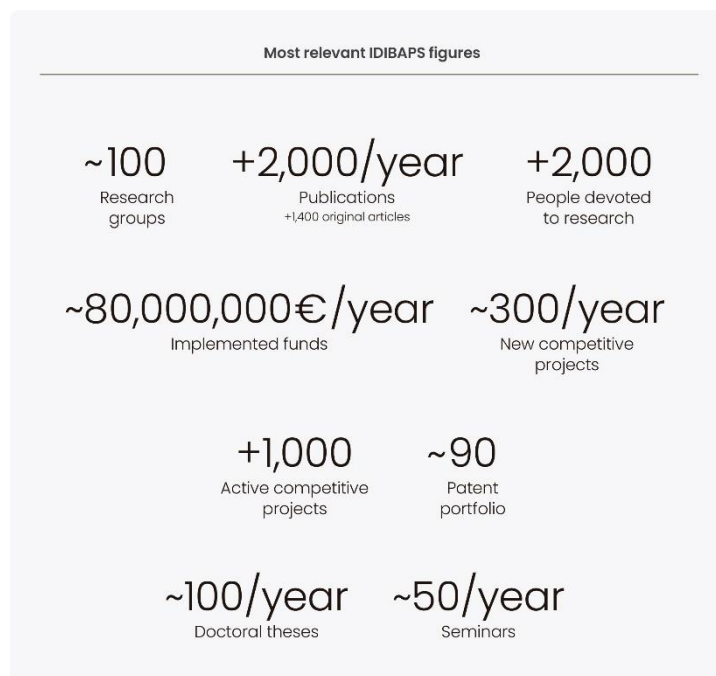 Most relevant IDIBAPS figures
~100
Research
groups
+2,000/year
Publications
+1,400 original articles
+2,000
People devoted
to research
~80,000,000€/year
Implemented funds
~300/year
New competitive
projects
+1,000
Active competitive
projects
~90
Patent
portfolio
~100/year
Doctoral theses
~50/year
Seminars